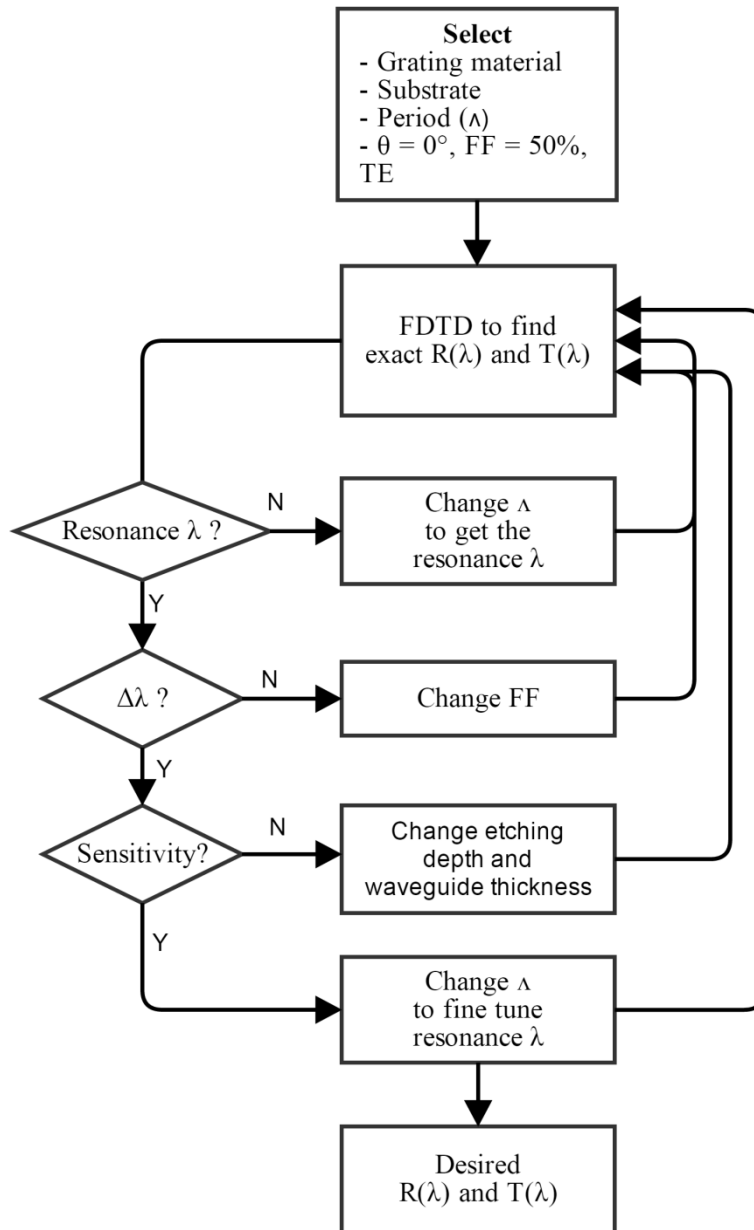 Select
- Grating material
- Substrate
- Period (ʌ)
- θ = 0°, FF = 50%,
TE
FDTD to find
exact R(λ) and T(λ)
Resonance λ ?
N
Change ʌ
to get the
resonance λ
Y
Δλ ?
N
Change FF
Y
Sensitivity?
N
Change etching
depth and
waveguide thickness
Y
Change ʌ
to fine tune
resonance λ
Desired
R(λ) and T(λ)